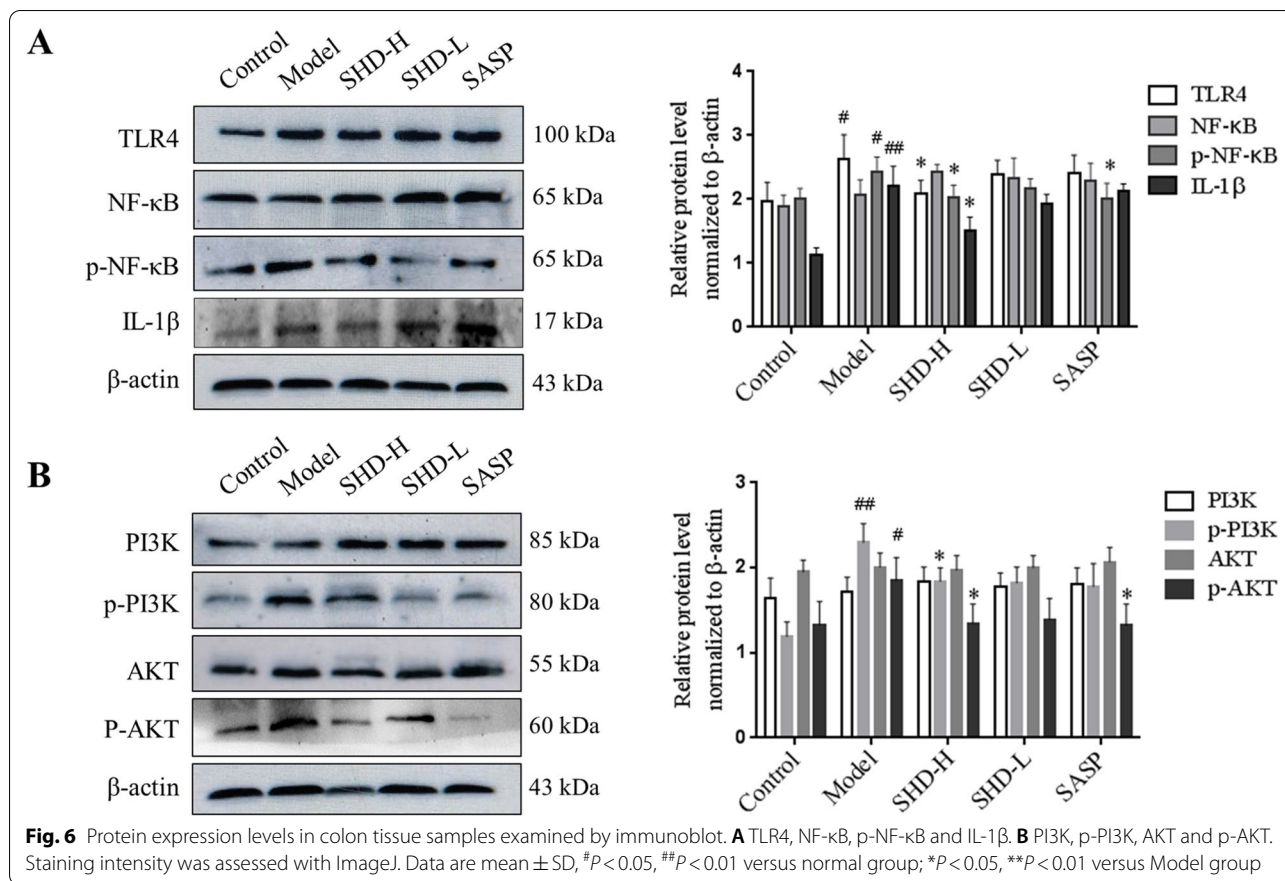 A
Control Model SHD-H SHD-L SASP
TLR4 100 kDa
NF-κB 65 kDa
p-NF-κB 65 kDa
IL-1β 17 kDa
β-actin 43 kDa
Relative protein level
normalized to β-actin
4
3
2
1
0
# # ##
* * *
*
Control Model SHD-H SHD-L SASP
TLR4
NF-κB
p-NF-κB
IL-1β
B
Control Model SHD-H SHD-L SASP
PI3K 85 kDa
p-PI3K 80 kDa
AKT 55 kDa
P-AKT 60 kDa
β-actin 43 kDa
Relative protein level
normalized to β-actin
3
2
1
0
## #
* *
*
Control Model SHD-H SHD-L SASP
PI3K
p-PI3K
AKT
p-AKT
Fig. 6 Protein expression levels in colon tissue samples examined by immunoblot. A TLR4, NF-κB, p-NF-κB and IL-1β. B PI3K, p-PI3K, AKT and p-AKT.
Staining intensity was assessed with ImageJ. Data are mean ± SD, #P < 0.05, ##P < 0.01 versus normal group; *P < 0.05, **P < 0.01 versus Model group